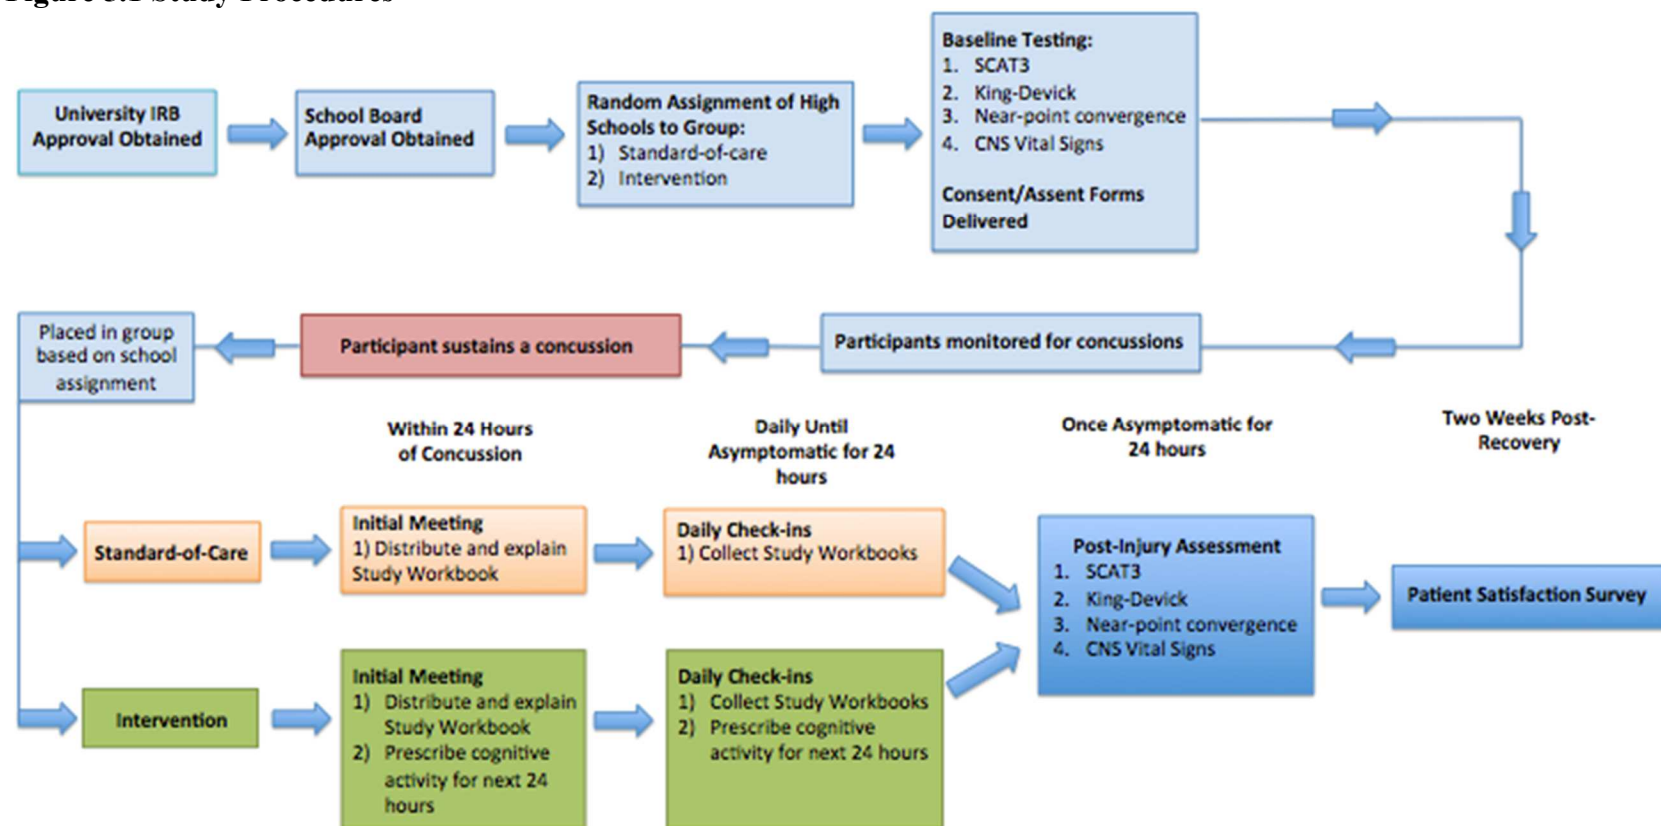 Figure 3.1 Study Procedures
University IRB
Approval Obtained
School Board
Approval Obtained
Random Assignment of High
Schools to Group:
1) Standard-of-care
2) Intervention
Baseline Testing:
1. SCAT3
2. King-Devick
3. Near-point convergence
4. CNS Vital Signs
Consent/Assent Forms
Delivered
Placed in group
based on school
assignment
Participant sustains a concussion
Participants monitored for concussions
Within 24 Hours
of Concussion
Daily Until
Asymptomatic for 24
hours
Once Asymptomatic for
24 hours
Two Weeks Post-
Recovery
Standard-of-Care
Initial Meeting
1) Distribute and explain
Study Workbook
Daily Check-ins
1) Collect Study Workbooks
Post-Injury Assessment
1. SCAT3
2. King-Devick
3. Near-point convergence
4. CNS Vital Signs
Patient Satisfaction Survey
Intervention
Initial Meeting
1) Distribute and explain
Study Workbook
2) Prescribe cognitive
activity for next 24
hours
Daily Check-ins
1) Collect Study Workbooks
2) Prescribe cognitive
activity for next 24 hours